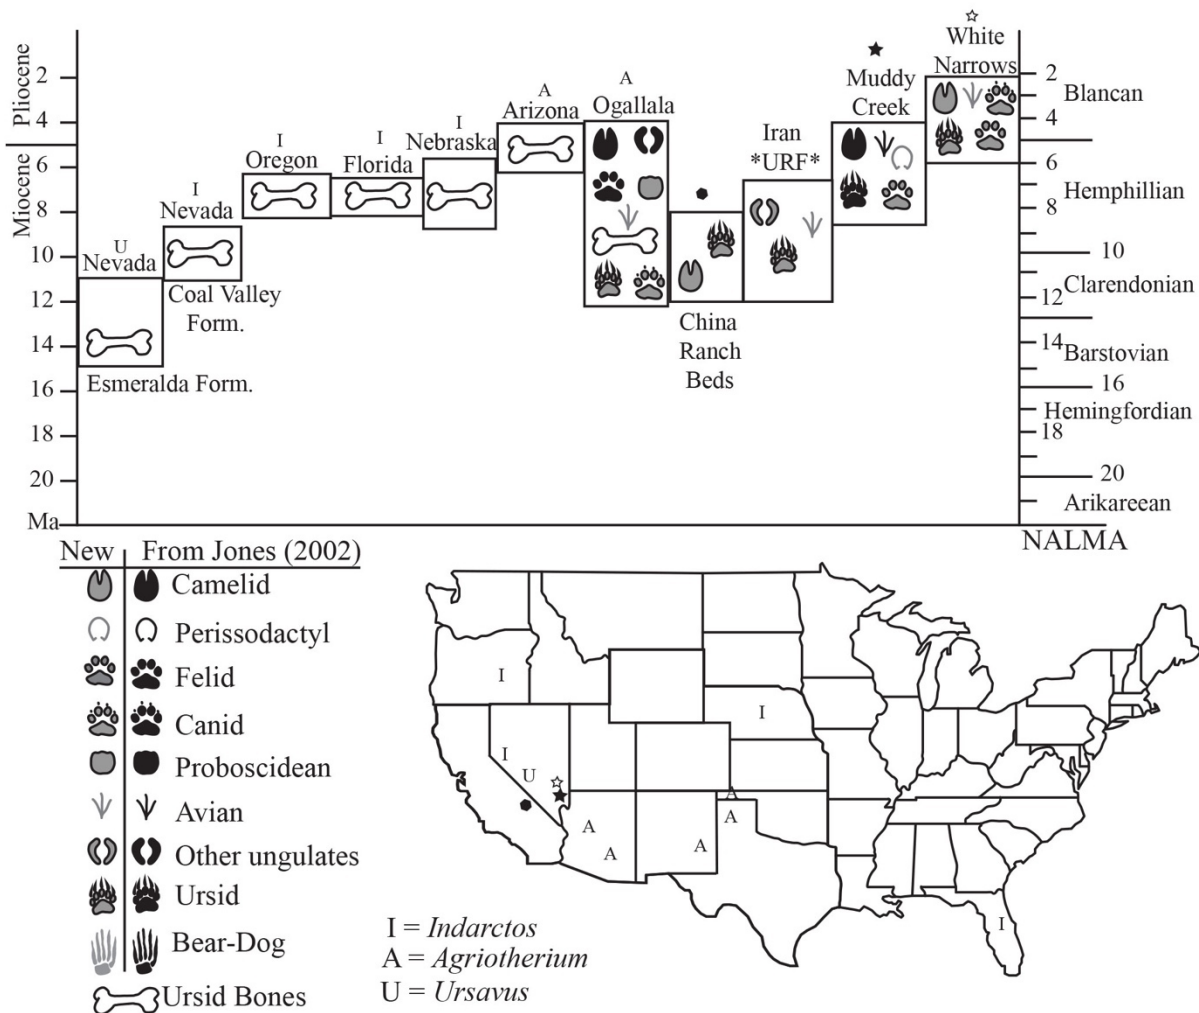 Pliocene
Miocene
2
4
6
8
10
12
14
16
18
20
Ma
U
Nevada
Esmeralda Form.
I
Nevada
Coal Valley
Form.
I
Oregon
I
Florida
I
Nebraska
A
Arizona
A
Ogallala
China
Ranch
Beds
Iran
*URF*
Muddy
Creek
White
Narrows
2
4
6
8
10
12
14
16
18
20
Blancan
Hemphillian
Clarendonian
Barstovian
Hemingfordian
Arikareean
NALMA
New From Jones (2002)
Camelid
Perissodactyl
Felid
Canid
Proboscidean
Avian
Other ungulates
Ursid
Bear-Dog
Ursid Bones
I = Indarctos
A = Agriotherium
U = Ursavus
I
I
I
U
A
A
A
A
A
I